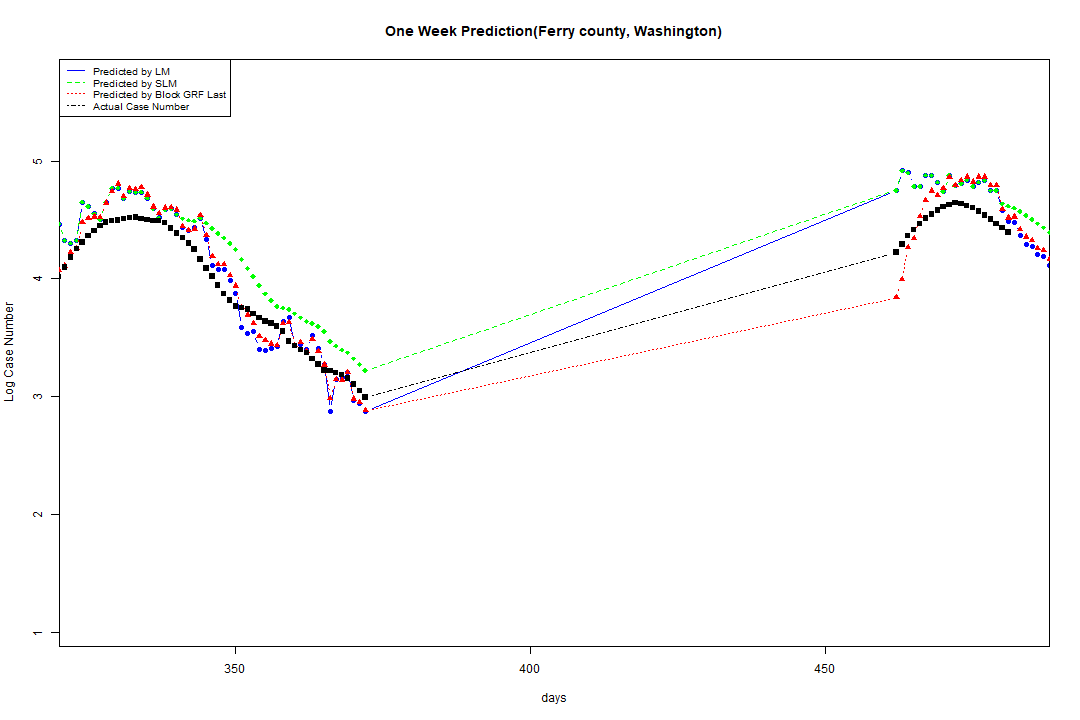 One Week Prediction(Ferry county, Washington)
Predicted by LM
Predicted by SLM
Predicted by Block GRF Last
Actual Case Number
5
4
3
2
1
Log Case Number
350
400
450
days